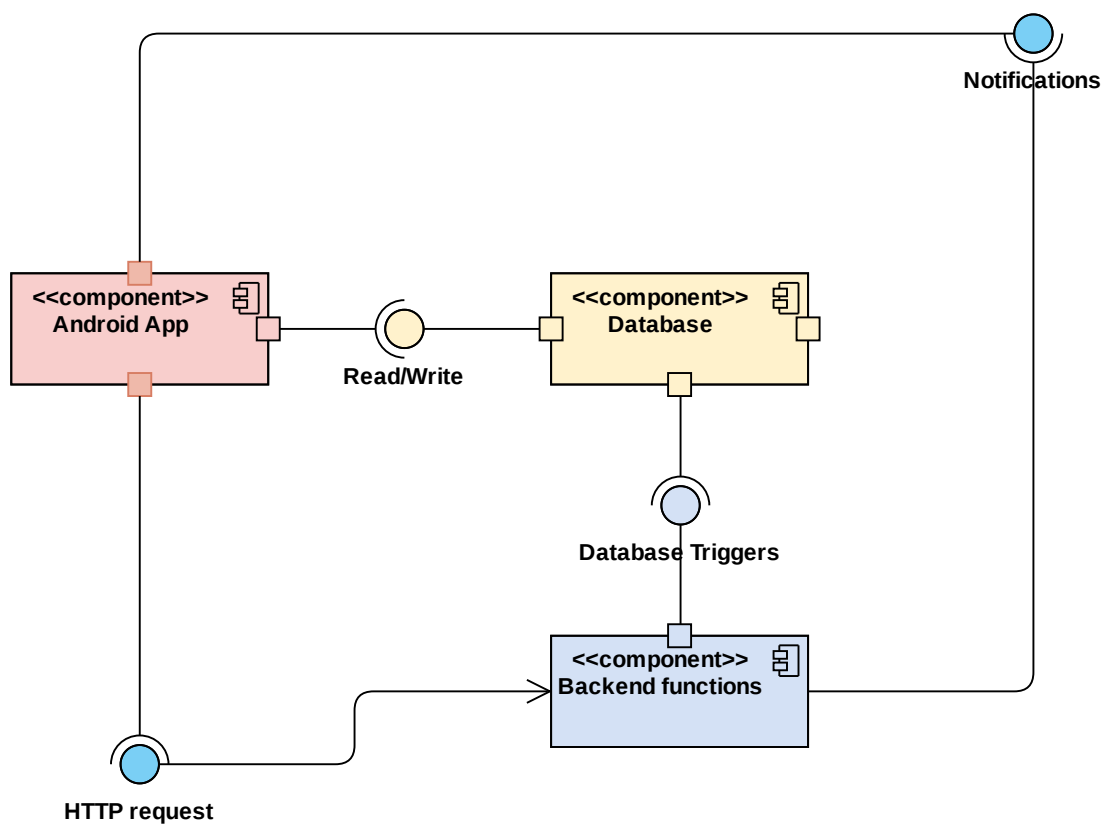 Notifications
<<component>>
Android App
<<component>>
Database
Read/Write
Database Triggers
<<component>>
Backend functions
HTTP request